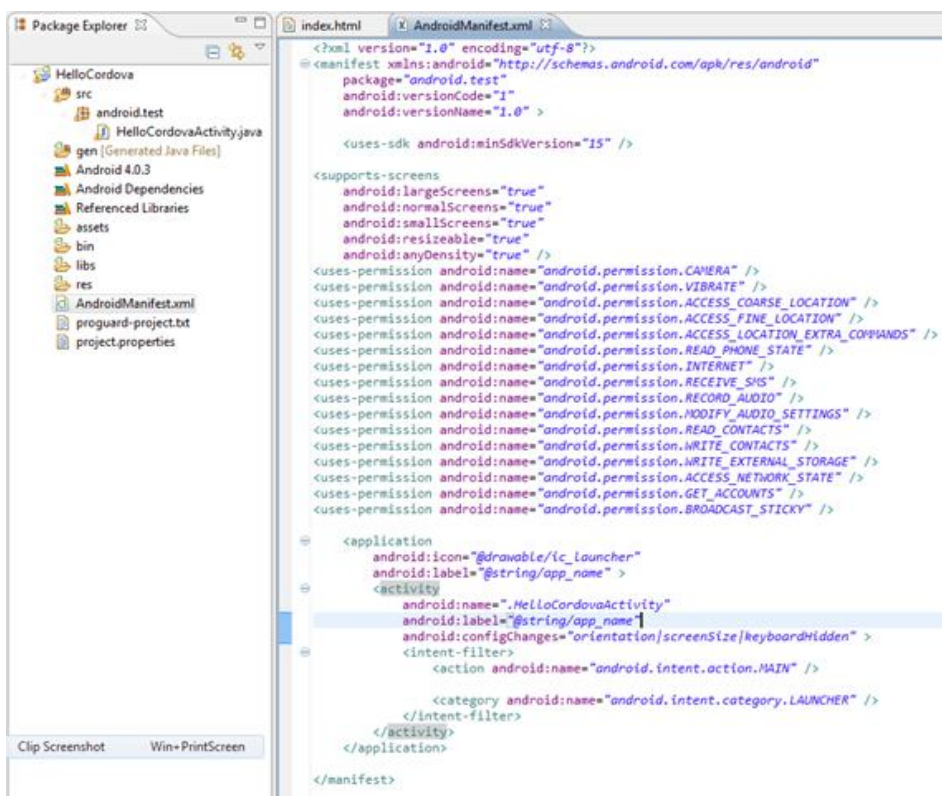 Package Explorer
HelloCordova
src
android.test
HelloCordovaActivity.java
gen [Generated Java Files]
Android 4.0.3
Android Dependencies
Referenced Libraries
assets
bin
libs
res
AndroidManifest.xml
proguard-project.txt
project.properties
Clip Screenshot Win+PrintScreen
index.html AndroidManifest.xml
<?xml version="1.0" encoding="utf-8"?>
<manifest xmlns:android="http://schemas.android.com/apk/res/android"
package="android.test"
android:versionCode="1"
android:versionName="1.0" >
<uses-sdk android:minSdkVersion="15" />
<supports-screens
android:largeScreens="true"
android:normalScreens="true"
android:smallScreens="true"
android:resizeable="true"
android:anyDensity="true" />
<uses-permission android:name="android.permission.CAMERA" />
<uses-permission android:name="android.permission.VIBRATE" />
<uses-permission android:name="android.permission.ACCESS_COARSE_LOCATION" />
<uses-permission android:name="android.permission.ACCESS_FINE_LOCATION" />
<uses-permission android:name="android.permission.ACCESS_LOCATION_EXTRA_COMMANDS" />
<uses-permission android:name="android.permission.READ_PHONE_STATE" />
<uses-permission android:name="android.permission.INTERNET" />
<uses-permission android:name="android.permission.RECEIVE_SMS" />
<uses-permission android:name="android.permission.RECORD_AUDIO" />
<uses-permission android:name="android.permission.MODIFY_AUDIO_SETTINGS" />
<uses-permission android:name="android.permission.READ_CONTACTS" />
<uses-permission android:name="android.permission.WRITE_CONTACTS" />
<uses-permission android:name="android.permission.WRITE_EXTERNAL_STORAGE" />
<uses-permission android:name="android.permission.ACCESS_NETWORK_STATE" />
<uses-permission android:name="android.permission.GET_ACCOUNTS" />
<uses-permission android:name="android.permission.BROADCAST_STICKY" />
<application
android:icon="@drawable/ic_launcher"
android:label="@string/app_name" >
<activity
android:name=".HelloCordovaActivity"
android:label="@string/app_name"
android:configChanges="orientation|screenSize|keyboardHidden" >
<intent-filter>
<action android:name="android.intent.action.MAIN" />
<category android:name="android.intent.category.LAUNCHER" />
</intent-filter>
</activity>
</application>
</manifest>